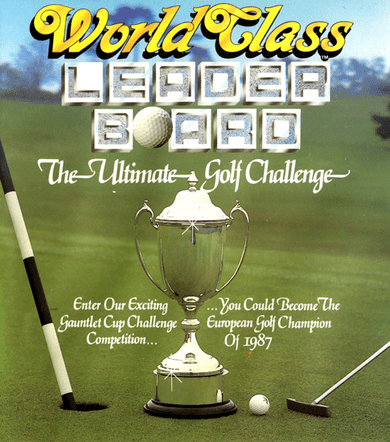 World Class
LEADER
BOARD
The Ultimate Golf Challenge
Enter Our Exciting
Gauntlet Cup Challenge
Competition...
...You Could Become The
European Golf Champion
Of 1987